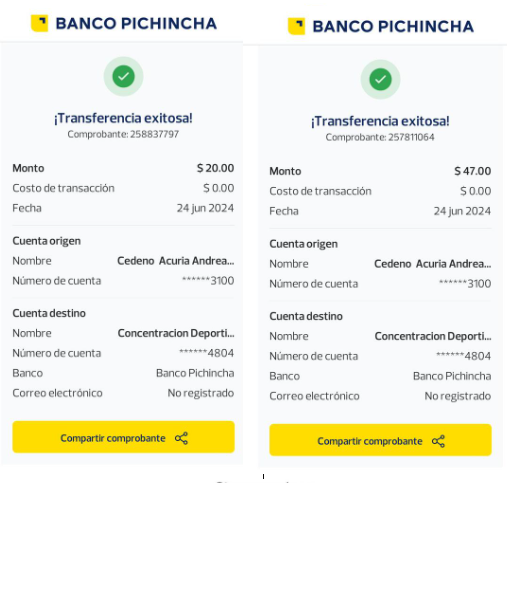 BANCO PICHINCHA
¡Transferencia exitosa!
Comprobante: 258837797
Monto $ 20.00
Costo de transacción $ 0.00
Fecha 24 jun 2024
Cuenta origen
Nombre Cedeno Acuria Andrea...
Número de cuenta ******3100
Cuenta destino
Nombre Concentracion Deporti...
Número de cuenta ******4804
Banco Banco Pichincha
Correo electrónico No registrado
Compartir comprobante
BANCO PICHINCHA
¡Transferencia exitosa!
Comprobante: 257811064
Monto $ 47.00
Costo de transacción $ 0.00
Fecha 24 jun 2024
Cuenta origen
Nombre Cedeno Acuria Andrea...
Número de cuenta ******3100
Cuenta destino
Nombre Concentracion Deporti...
Número de cuenta ******4804
Banco Banco Pichincha
Correo electrónico No registrado
Compartir comprobante